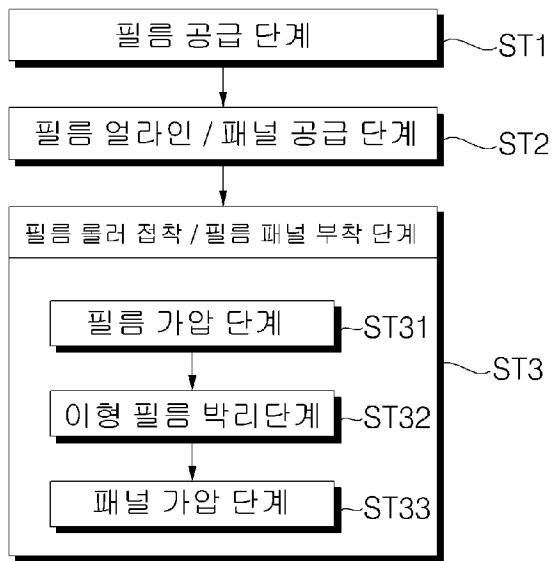 필름 공급 단계
ST1
필름 얼라인 / 패널 공급 단계
ST2
필름 롤러 접착 / 필름 패널 부착 단계
필름 가압 단계
ST31
ST3
이형 필름 박리단계
ST32
패널 가압 단계
ST33